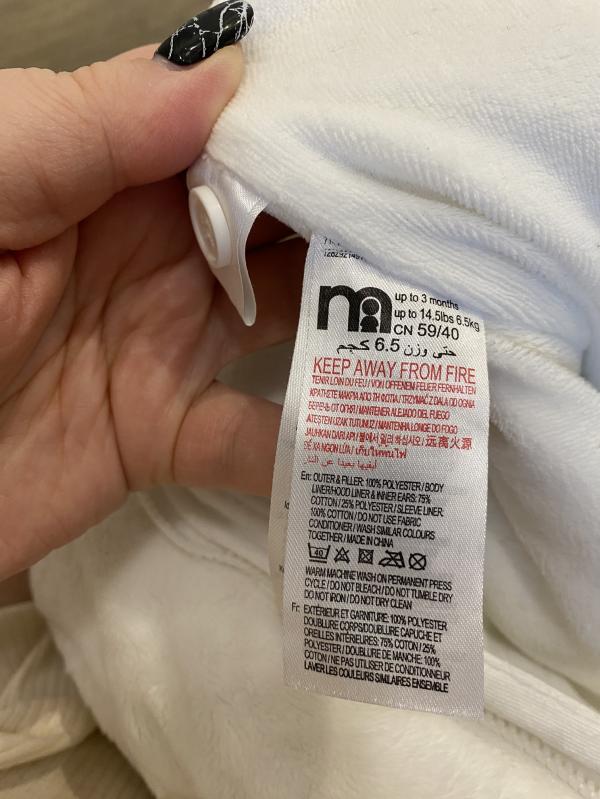 m up to 3 months
up to 14.5lbs 6.5kg
CN 59/40
حتى وزن 6.5 كجم
KEEP AWAY FROM FIRE
TENIR LOIN DU FEU / VON OFFENEM FEUER FERNHALTEN
ΚΡΑΤΗΣΤΕ ΜΑΚΡΙΑ ΑΠΟ ΤΗ ΦΩΤΙΑ / TRZYMAĆ Z DALA OD OGNIA
БЕРЕЧЬ ОТ ОГНЯ / MANTENER ALEJADO DEL FUEGO
ATEŞTEN UZAK TUTUNUZ / MANTENHA LONGE DO FOGO
JAUHKAN DARI API / 불에서 멀리 하십시오 / 远离火源
ĐỂ XA NGỌN LỬA / เก็บให้พ้นไฟ
أبقيها بعيدا عن النار
En: OUTER & FILLER: 100% POLYESTER / BODY
LINER/HOOD LINER & INNER EARS: 75%
COTTON / 25% POLYESTER / SLEEVE LINER:
100% COTTON / DO NOT USE FABRIC
CONDITIONER / WASH SIMILAR COLOURS
TOGETHER / MADE IN CHINA
40
WARM MACHINE WASH ON PERMANENT PRESS
CYCLE / DO NOT BLEACH / DO NOT TUMBLE DRY
DO NOT IRON / DO NOT DRY CLEAN
Fr: EXTÉRIEUR ET GARNITURE: 100% POLYESTER
DOUBLURE CORPS/DOUBLURE CAPUCHE ET
OREILLES INTÉRIEURES: 75% COTON / 25%
POLYESTER / DOUBLURE DE MANCHE: 100%
COTON / NE PAS UTILISER DE CONDITIONNEUR
LAVER LES COULEURS SIMILAIRES ENSEMBLE